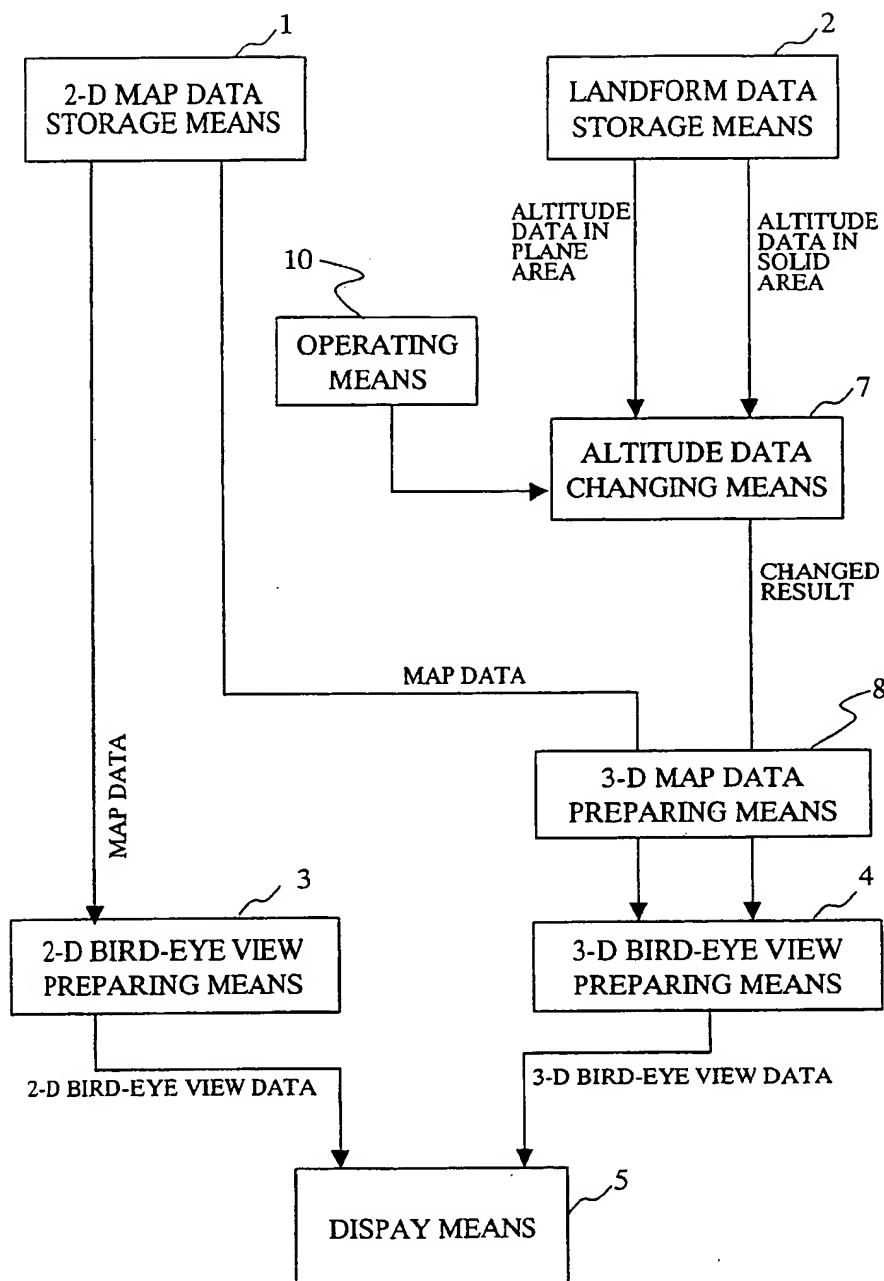 1
2-D MAP DATA
STORAGE MEANS
2
LANDFORM DATA
STORAGE MEANS
ALTITUDE
DATA IN
PLANE
AREA
ALTITUDE
DATA IN
SOLID
AREA
10
OPERATING
MEANS
7
ALTITUDE DATA
CHANGING MEANS
CHANGED
RESULT
MAP DATA
MAP DATA
8
3-D MAP DATA
PREPARING MEANS
3
2-D BIRD-EYE VIEW
PREPARING MEANS
4
3-D BIRD-EYE VIEW
PREPARING MEANS
2-D BIRD-EYE VIEW DATA
3-D BIRD-EYE VIEW DATA
5
DISPAY MEANS